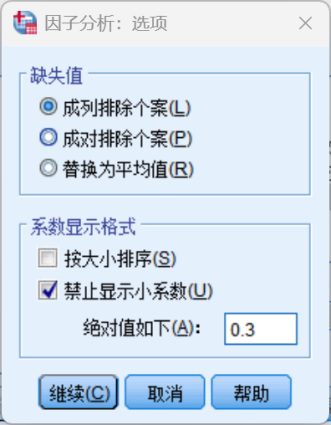 因子分析：选项
缺失值
成列排除个案(L)
成对排除个案(P)
替换为平均值(R)
系数显示格式
按大小排序(S)
禁止显示小系数(U)
绝对值如下(A)： 0.3
继续(C) 取消 帮助